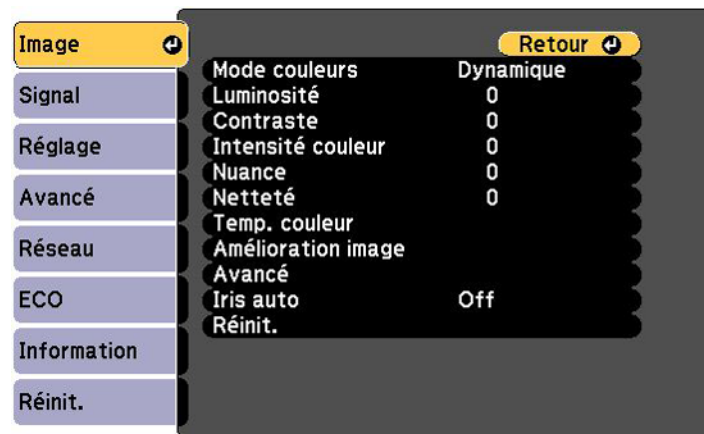 Image
Signal
Réglage
Avancé
Réseau
ECO
Information
Réinit.
Retour
Mode couleurs Dynamique
Luminosité 0
Contraste 0
Intensité couleur 0
Nuance 0
Netteté 0
Temp. couleur
Amélioration image
Avancé
Iris auto Off
Réinit.